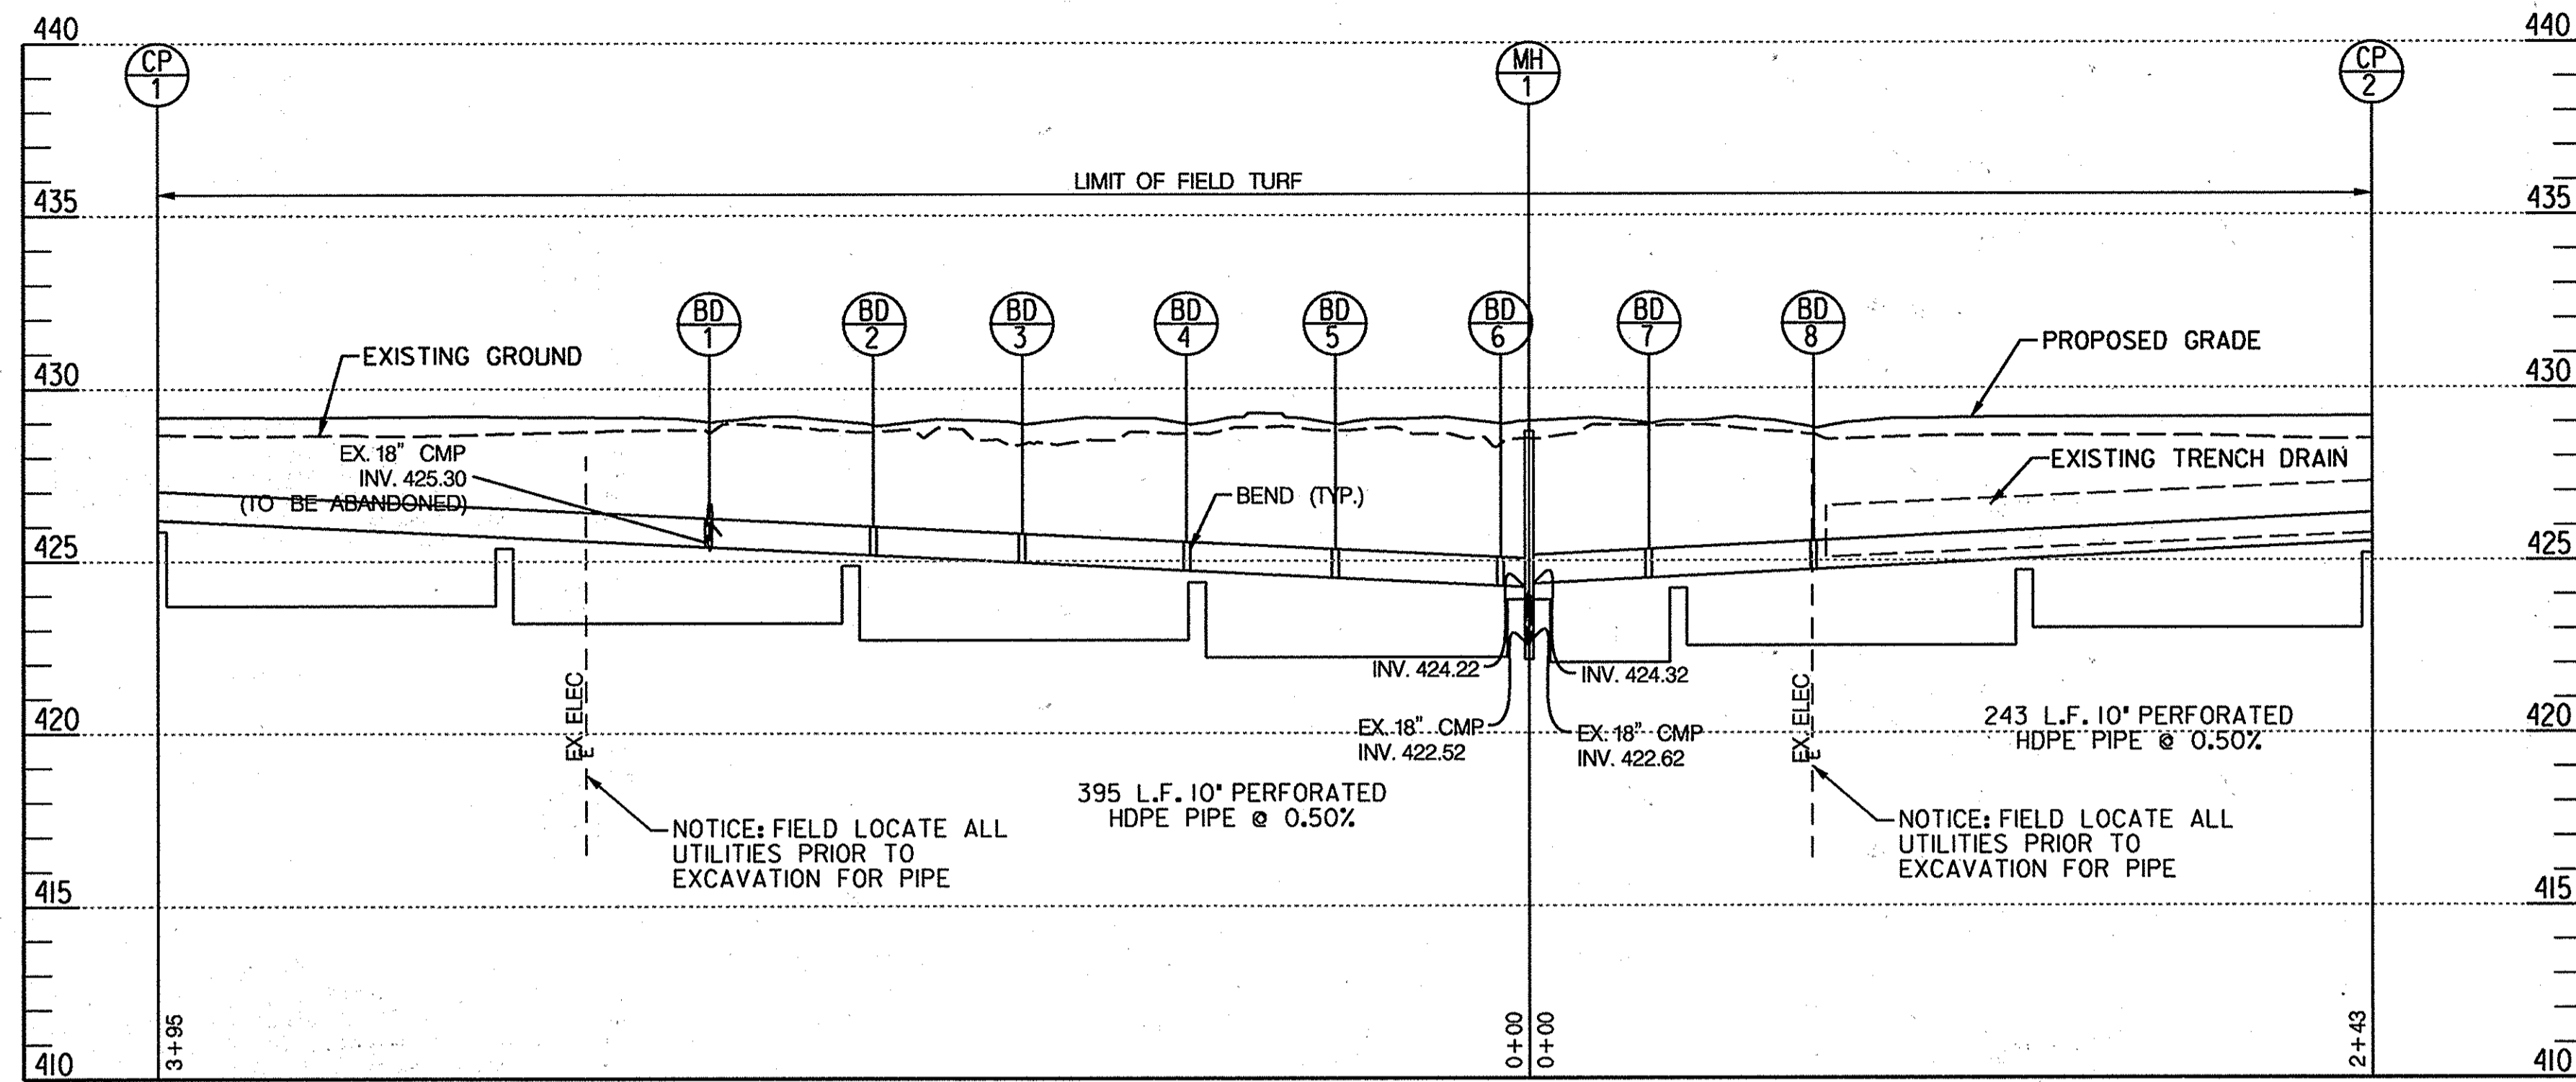 440
440
CP
1
MH
1
CP
2
LIMIT OF FIELD TURF
435
435
BD
1
BD
2
BD
3
BD
4
BD
5
BD
6
BD
7
BD
8
EXISTING GROUND
PROPOSED GRADE
430
430
EX. 18" CMP
INV. 425.30
(TO BE ABANDONED)
BEND (TYP.)
EXISTING TRENCH DRAIN
425
425
INV. 424.22
INV. 424.32
EX. ELEC
E
EX. ELEC
E
420
420
EX. 18" CMP
INV. 422.52
EX. 18" CMP
INV. 422.62
243 L.F. 10" PERFORATED
HDPE PIPE @ 0.50%
395 L.F. 10" PERFORATED
HDPE PIPE @ 0.50%
NOTICE: FIELD LOCATE ALL
UTILITIES PRIOR TO
EXCAVATION FOR PIPE
NOTICE: FIELD LOCATE ALL
UTILITIES PRIOR TO
EXCAVATION FOR PIPE
415
415
3+95
0+00
0+00
2+43
410
410